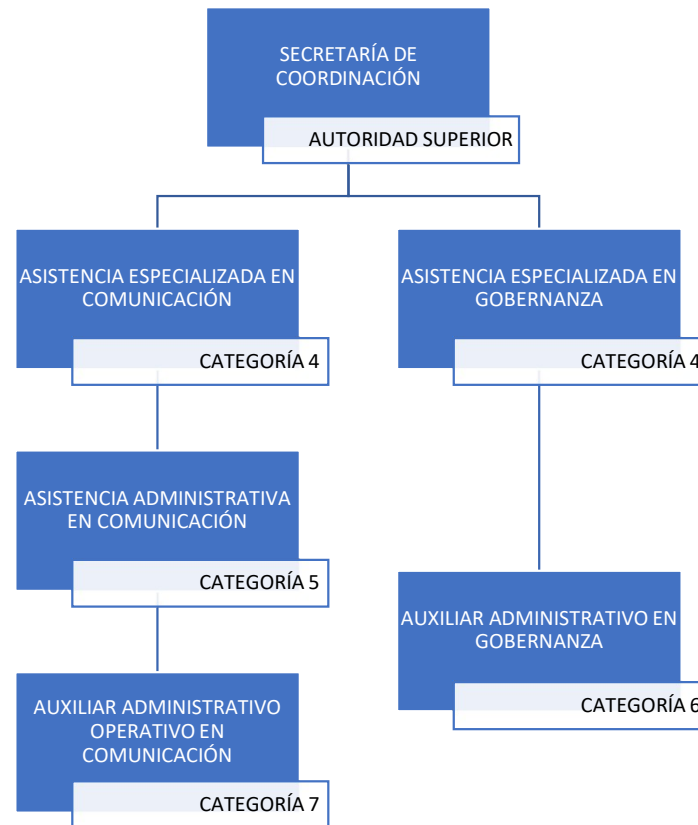 SECRETARÍA DE
COORDINACIÓN
AUTORIDAD SUPERIOR
ASISTENCIA ESPECIALIZADA EN
COMUNICACIÓN
CATEGORÍA 4
ASISTENCIA ESPECIALIZADA EN
GOBERNANZA
CATEGORÍA 4
ASISTENCIA ADMINISTRATIVA
EN COMUNICACIÓN
CATEGORÍA 5
AUXILIAR ADMINISTRATIVO EN
GOBERNANZA
CATEGORÍA 6
AUXILIAR ADMINISTRATIVO
OPERATIVO EN
COMUNICACIÓN
CATEGORÍA 7